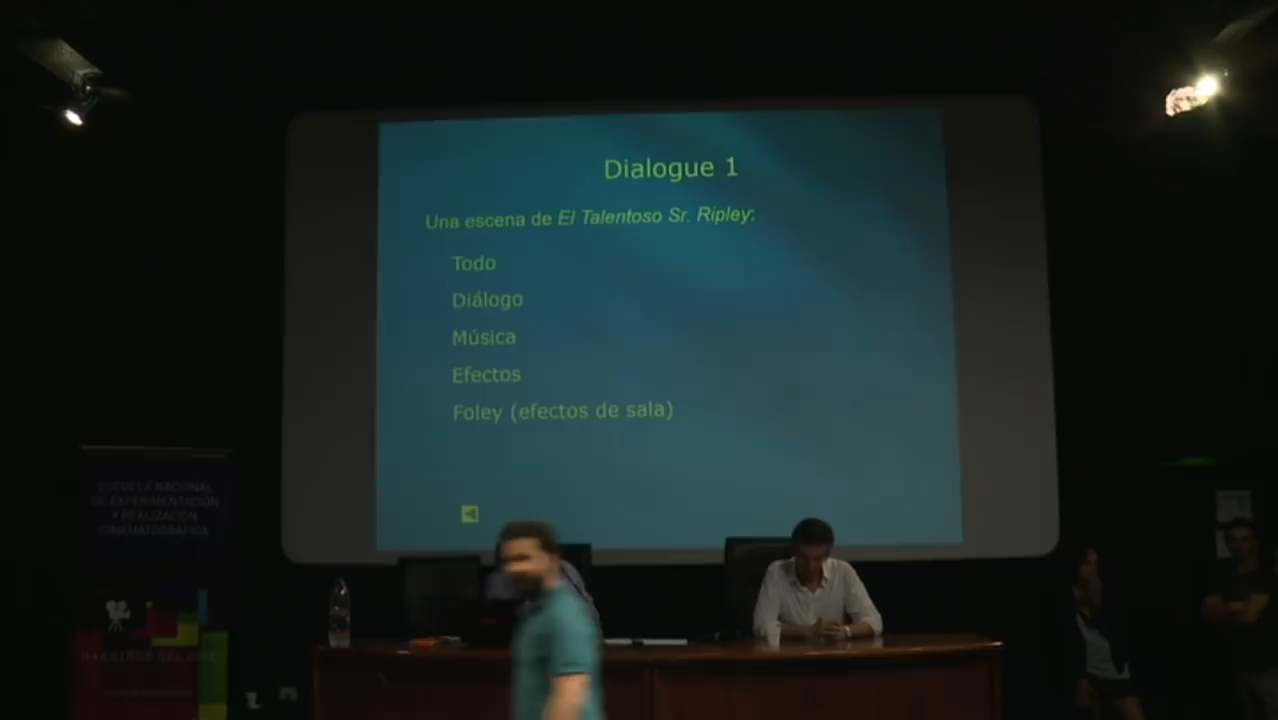 Dialogue 1
Una escena de El Talentoso Sr. Ripley:
Todo
Diálogo
Música
Efectos
Foley (efectos de sala)
ESCUELA NACIONAL
DE EXPERIMENTACIÓN
Y REALIZACIÓN
CINEMATOGRÁFICA